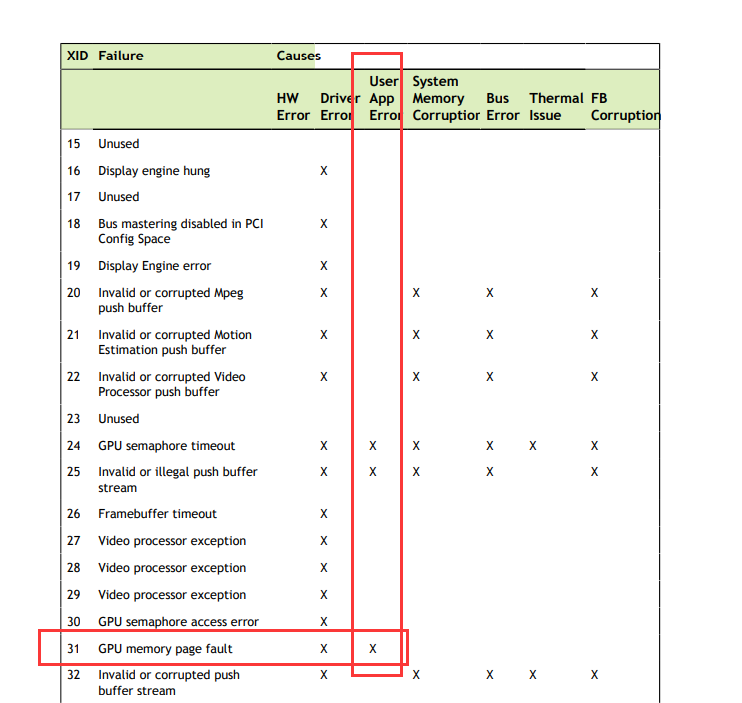 XID Failure Causes
HW Error Driver Error User App Error System Memory Corruption Bus Error Thermal Issue FB Corruption
15 Unused
16 Display engine hung X
17 Unused
18 Bus mastering disabled in PCI X
Config Space
19 Display Engine error X
20 Invalid or corrupted Mpeg X X X X
push buffer
21 Invalid or corrupted Motion X X X X
Estimation push buffer
22 Invalid or corrupted Video X X X X
Processor push buffer
23 Unused
24 GPU semaphore timeout X X X X X X
25 Invalid or illegal push buffer X X X X X
stream
26 Framebuffer timeout X
27 Video processor exception X
28 Video processor exception X
29 Video processor exception X
30 GPU semaphore access error X
31 GPU memory page fault X X
32 Invalid or corrupted push X X X X X
buffer stream